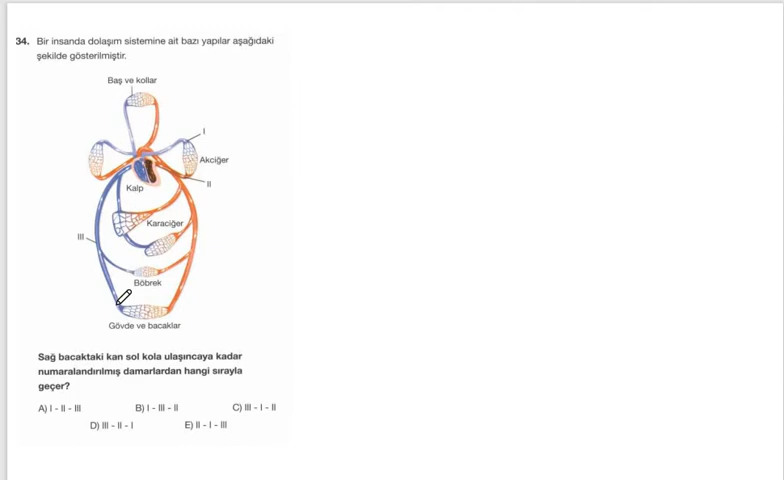 34. Bir insanda dolaşım sistemine ait bazı yapılar aşağıdaki
şekilde gösterilmiştir.
Baş ve kollar
I
Akciğer
II
Kalp
Karaciğer
III
Böbrek
Gövde ve bacaklar
Sağ bacaktaki kan sol kola ulaşıncaya kadar
numaralandırılmış damarlardan hangi sırayla
geçer?
A) I - II - III B) I - III - II C) III - I - II
D) III - II - I E) II - I - III